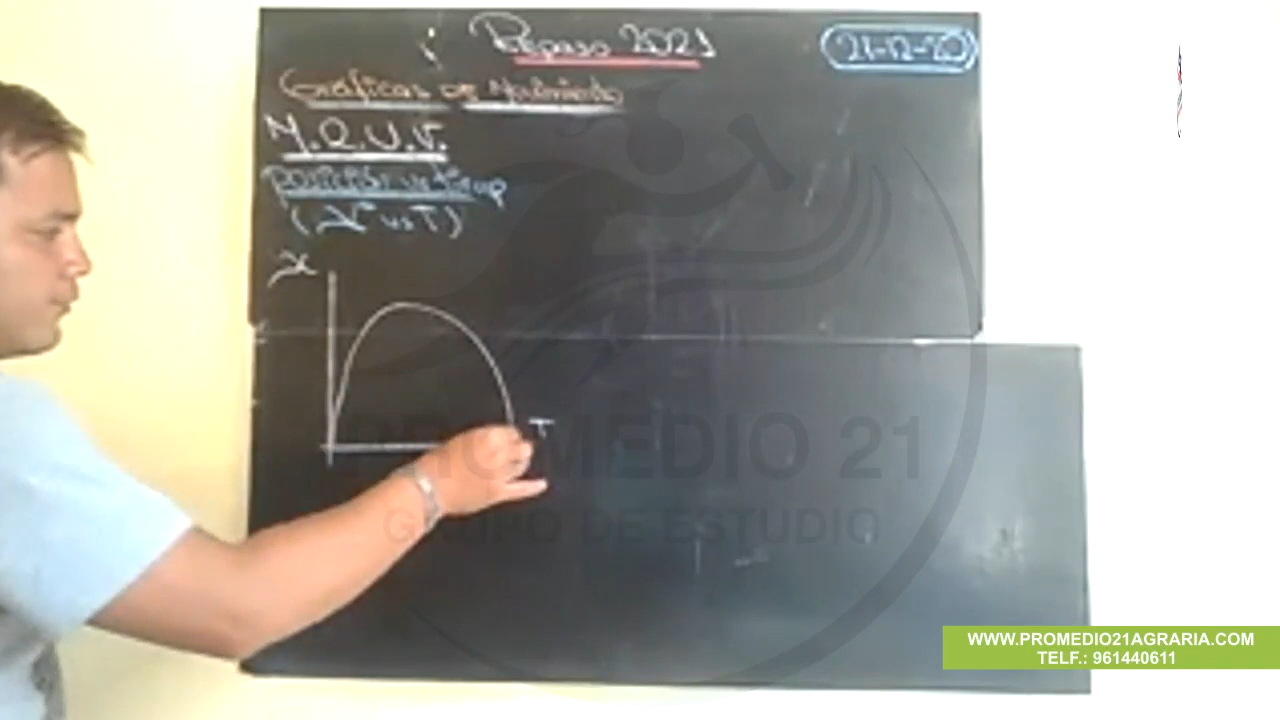 Repaso 2021
21-12-20
Gráficas de Movimiento
M.R.U.V.
posición vs tiemp
(X vs T)
X
T
PROMEDIO 21
GRUPO DE ESTUDIO
WWW.PROMEDIO21AGRARIA.COM
TELF.: 961440611